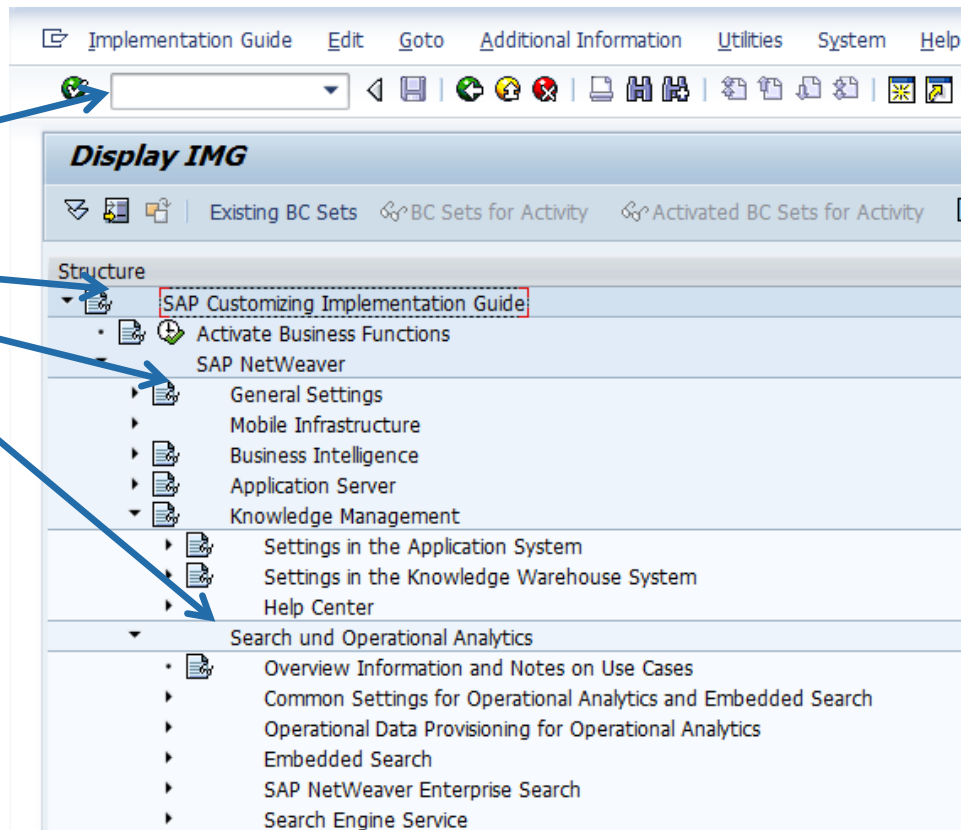 Implementation Guide Edit Goto Additional Information Utilities System Help
Display IMG
Existing BC Sets BC Sets for Activity Activated BC Sets for Activity
Structure
SAP Customizing Implementation Guide
Activate Business Functions
SAP NetWeaver
General Settings
Mobile Infrastructure
Business Intelligence
Application Server
Knowledge Management
Settings in the Application System
Settings in the Knowledge Warehouse System
Help Center
Search und Operational Analytics
Overview Information and Notes on Use Cases
Common Settings for Operational Analytics and Embedded Search
Operational Data Provisioning for Operational Analytics
Embedded Search
SAP NetWeaver Enterprise Search
Search Engine Service